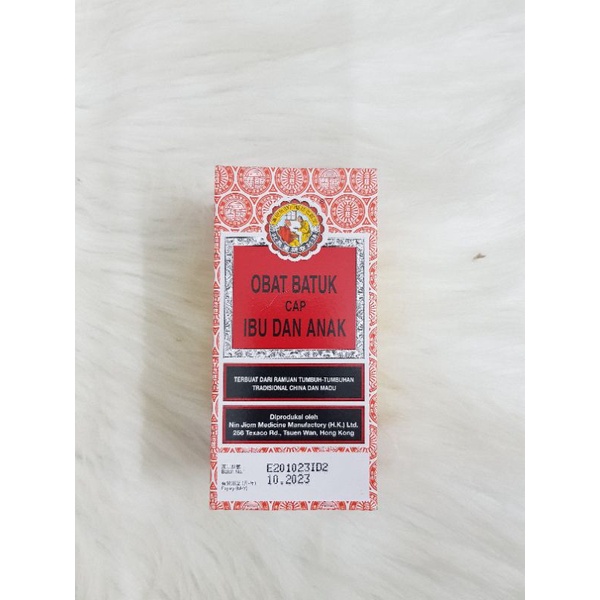 OBAT BATUK
CAP
IBU DAN ANAK
TERBUAT DARI RAMUAN TUMBUH-TUMBUHAN
TRADISIONAL CHINA DAN MADU
Diproduksi oleh
Nin Jiom Medicine Manufactory (H.K.) Ltd.
256 Texaco Rd., Tsuen Wan, Hong Kong
E201023ID2
10.2023